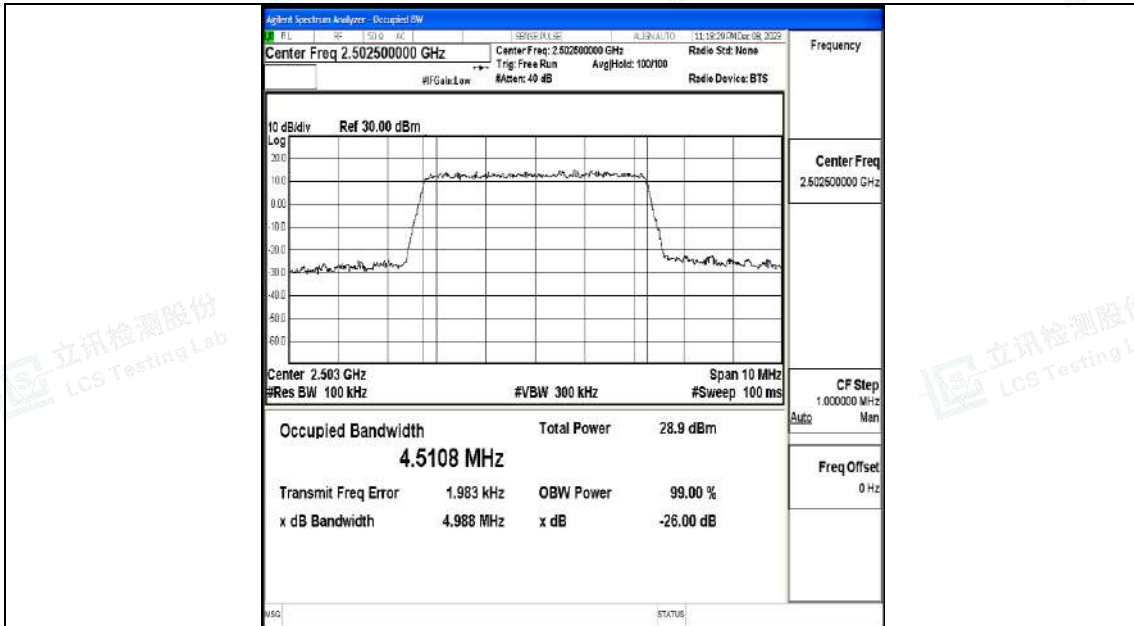 Agilent Spectrum Analyzer - Occupied BW
RL RF 50 Ω AC SENSE:PULSE ALIGN AUTO 11:18:20 PM Dec 08, 2023
Center Freq 2.502500000 GHz
Center Freq: 2.502500000 GHz
Radio Std: None
Trig: Free Run Avg|Hold: 100/100
#IFGain:Low #Atten: 40 dB Radio Device: BTS
10 dB/div Ref 30.00 dBm
Log
20.0
10.0
0.00
-10.0
-20.0
-30.0
-40.0
-50.0
-60.0
Center 2.503 GHz Span 10 MHz
#Res BW 100 kHz #VBW 300 kHz #Sweep 100 ms
Occupied Bandwidth Total Power 28.9 dBm
4.5108 MHz
Transmit Freq Error 1.983 kHz OBW Power 99.00 %
x dB Bandwidth 4.988 MHz x dB -26.00 dB
MSG STATUS
Frequency
Center Freq
2.502500000 GHz
CF Step
1.000000 MHz
Auto Man
Freq Offset
0 Hz
立讯检测股份
LCS Testing Lab
立讯检测股份
LCS Testing L